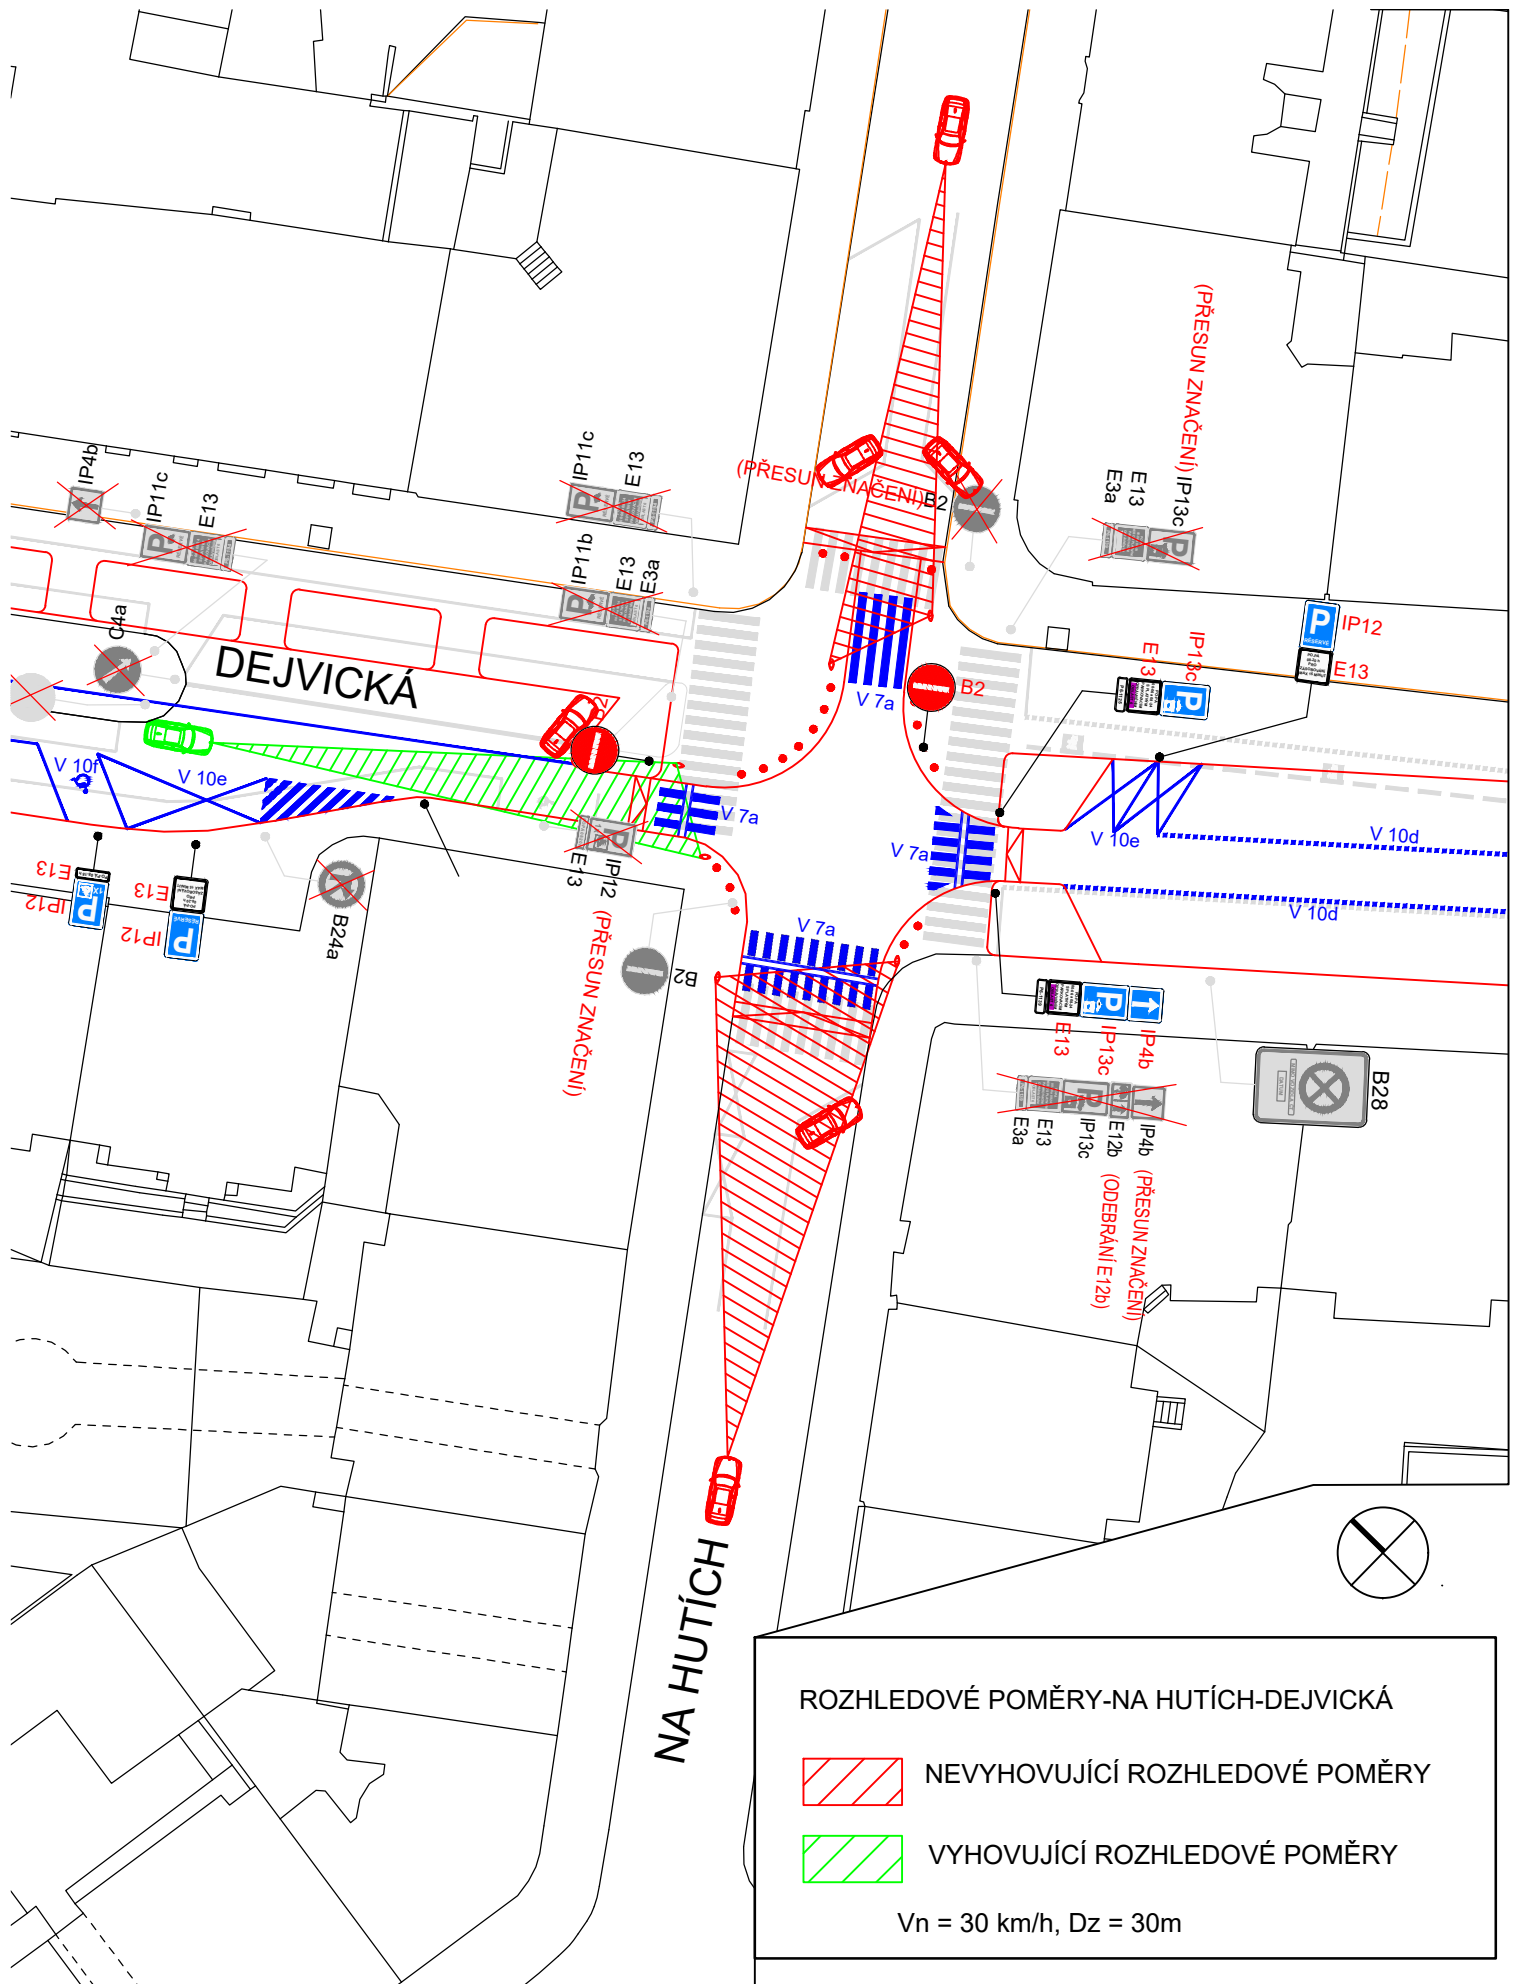 (PŘESUN ZNAČENÍ)
IP13c
E13
E3a
IP4b
IP11c
E13
IP11c
E13
(PŘESUN ZNAČENÍ)
B2
IP11b
E13
E3a
C4a
DEJVICKÁ
B2
V 7a
B2
IP13c
E13
IP12
E13
P
RÉSERVÉ
V 10f
V 10e
V 7a
V 7a
V 10e
V 10d
V 10d
E13
IP12
E13
IP12
RÉSERVÉ
B24a
E13
IP12
(PŘESUN ZNAČENÍ)
B2
V 7a
E13
IP13c
IP4b
E3a
E13
IP13c
E12b
IP4b
(PŘESUN ZNAČENÍ)
(ODEBRÁNÍ E12b)
B28
NA HUTÍCH
ROZHLEDOVÉ POMĚRY-NA HUTÍCH-DEJVICKÁ
NEVYHOVUJÍCÍ ROZHLEDOVÉ POMĚRY
VYHOVUJÍCÍ ROZHLEDOVÉ POMĚRY
Vn = 30 km/h, Dz = 30m